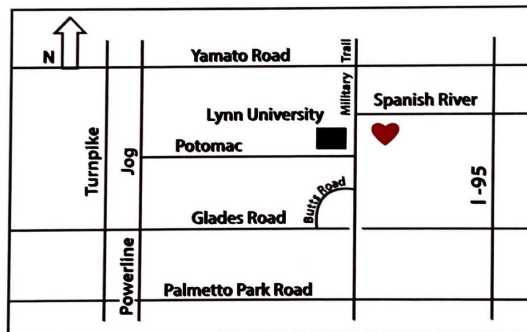 N
Yamato Road
Military Trail
Spanish River
Lynn University
Potomac
Turnpike
Jog
Butts Road
I-95
Glades Road
Powerline
Palmetto Park Road